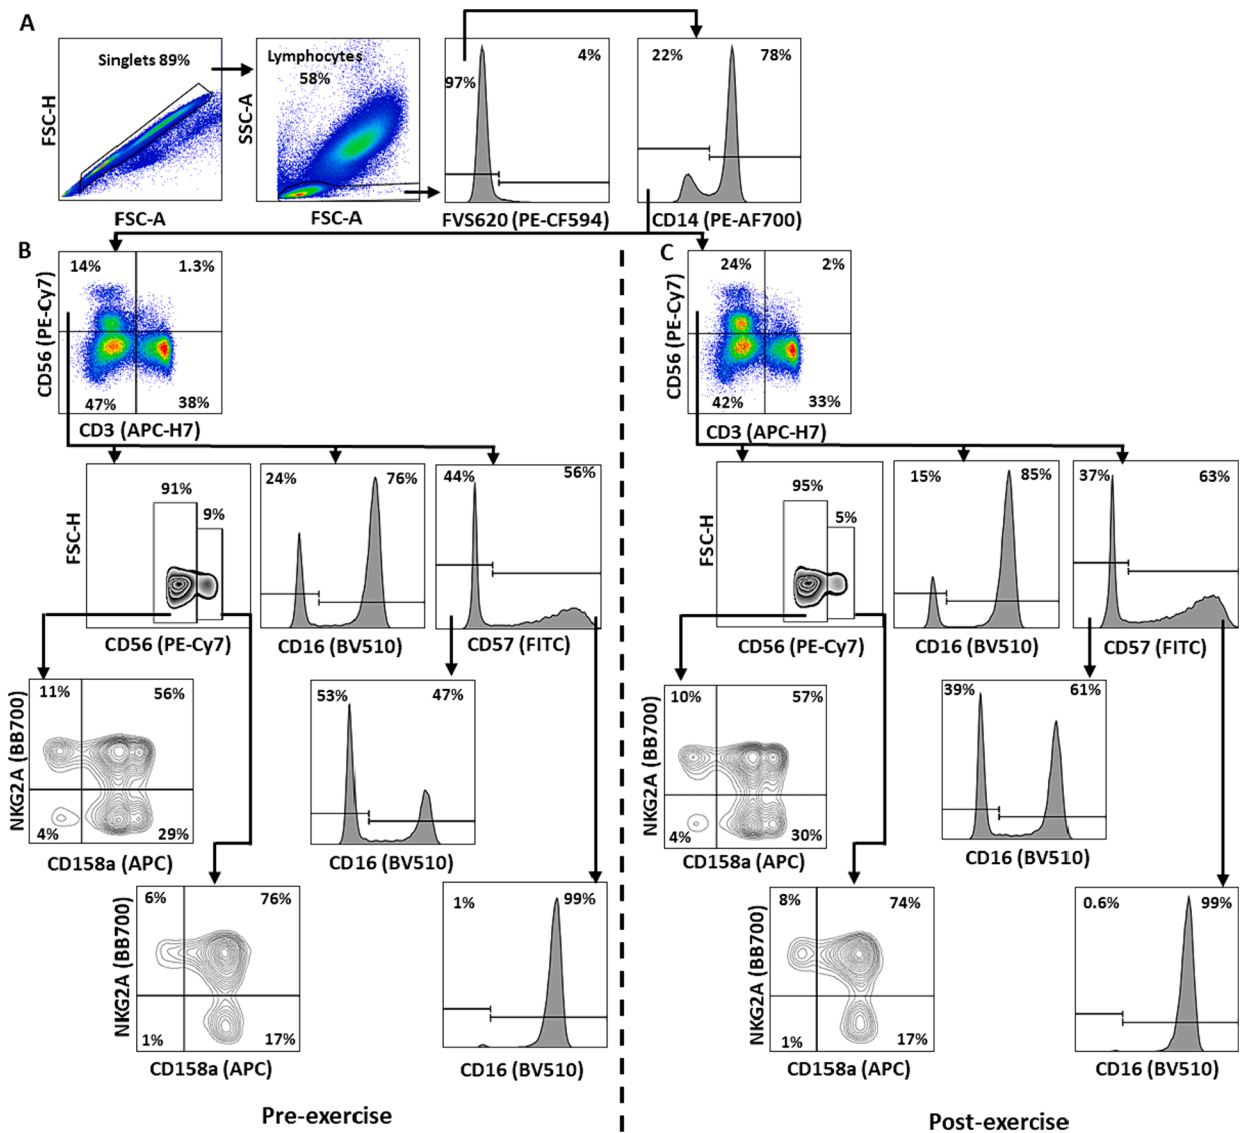 A
Singlets 89%
FSC-H
FSC-A
Lymphocytes
58%
SSC-A
FSC-A
97%
4%
FVS620 (PE-CF594)
22%
78%
CD14 (PE-AF700)
B
14%
1.3%
47%
38%
CD56 (PE-Cy7)
CD3 (APC-H7)
91%
9%
FSC-H
CD56 (PE-Cy7)
24%
76%
CD16 (BV510)
44%
56%
CD57 (FITC)
11%
56%
4%
29%
NKG2A (BB700)
CD158a (APC)
53%
47%
CD16 (BV510)
6%
76%
1%
17%
NKG2A (BB700)
CD158a (APC)
1%
99%
CD16 (BV510)
Pre-exercise
C
24%
2%
42%
33%
CD56 (PE-Cy7)
CD3 (APC-H7)
95%
5%
FSC-H
CD56 (PE-Cy7)
15%
85%
CD16 (BV510)
37%
63%
CD57 (FITC)
10%
57%
4%
30%
NKG2A (BB700)
CD158a (APC)
39%
61%
CD16 (BV510)
8%
74%
1%
17%
NKG2A (BB700)
CD158a (APC)
0.6%
99%
CD16 (BV510)
Post-exercise